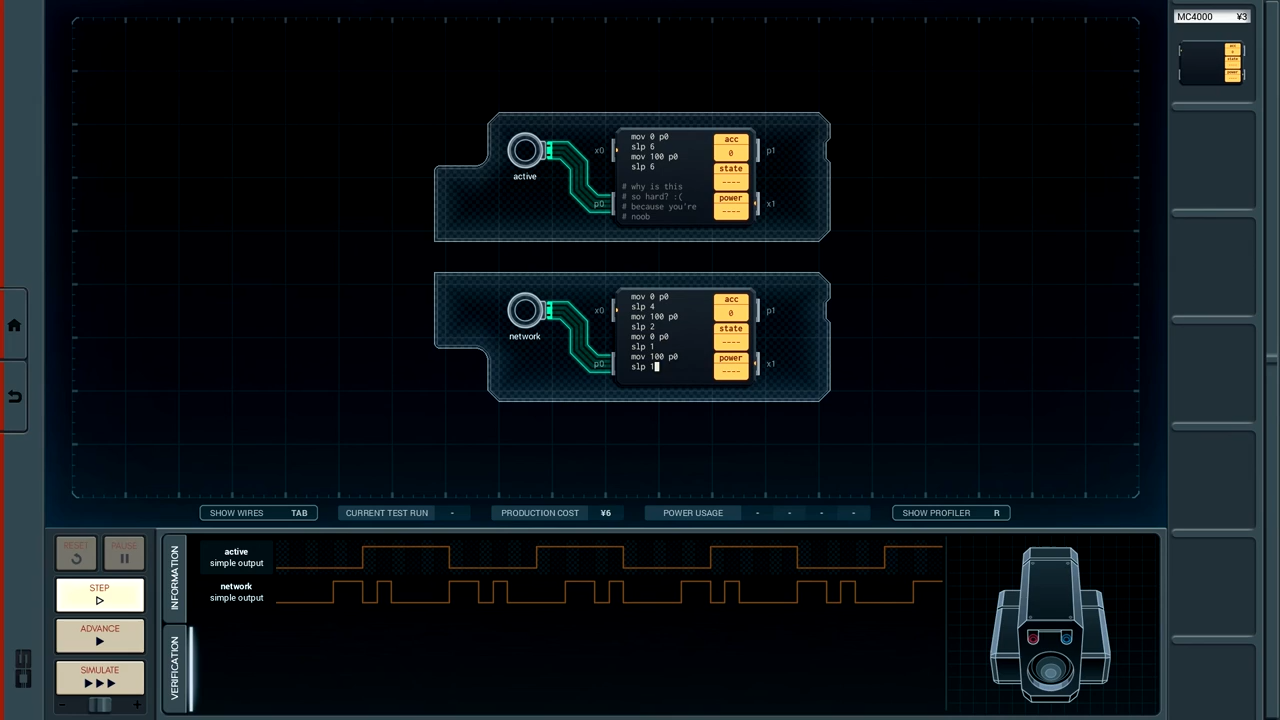 MC4000 ¥3
acc
0
state
----
power
----
active
x0
p0
mov 0 p0
slp 6
mov 100 p0
slp 6
# why is this
# so hard? :(
# because you're
# noob
acc
0
state
----
power
----
p1
x1
network
x0
p0
mov 0 p0
slp 4
mov 100 p0
slp 2
mov 0 p0
slp 1
mov 100 p0
slp 1
acc
0
state
----
power
----
p1
x1
SHOW WIRES TAB
CURRENT TEST RUN -
PRODUCTION COST ¥6
POWER USAGE - - - -
SHOW PROFILER R
RESET
PAUSE
STEP
ADVANCE
SIMULATE
- +
INFORMATION
VERIFICATION
active
simple output
network
simple output